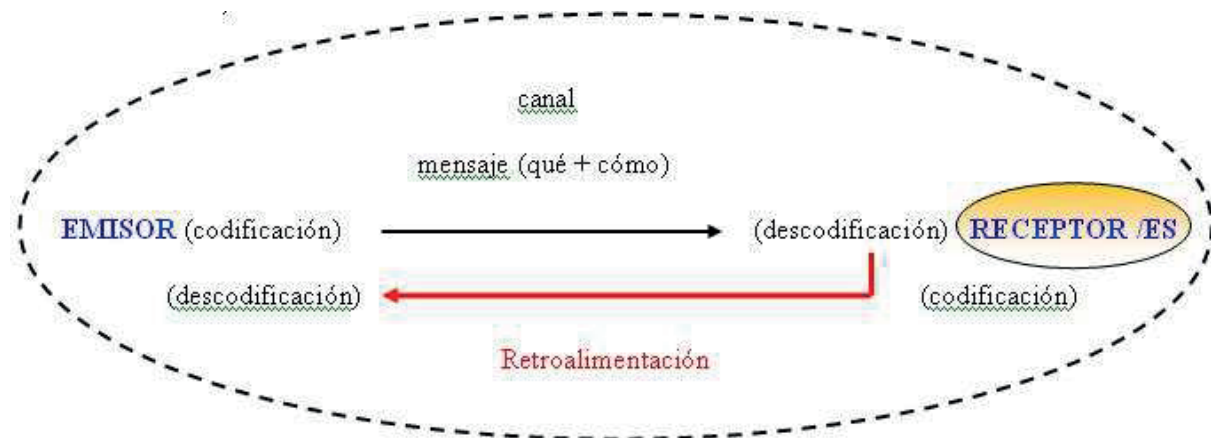 canal
mensaje (qué + cómo)
EMISOR (codificación) (descodificación) RECEPTOR /ES
(descodificación) (codificación)
Retroalimentación